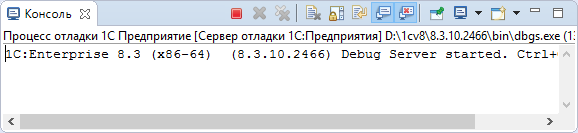 Консоль
Процесс отладки 1С Предприятие [Сервер отладки 1С:Предприятия] D:\1cv8\8.3.10.2466\bin\dbgs.exe (13
1C:Enterprise 8.3 (x86-64) (8.3.10.2466) Debug Server started. Ctrl+